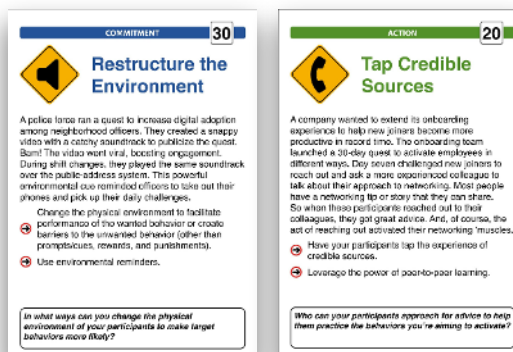 COMMITMENT
30
Restructure the
Environment
A police force ran a quest to increase digital adoption
among neighborhood officers. They created a snappy
video with a catchy soundtrack to publicize the quest.
Bam! The video went viral, boosting engagement.
During shift changes, they played the same soundtrack
over the public-address system. This powerful
environmental cue reminded officers to take out their
phones and pick up their daily challenges.
Change the physical environment to facilitate
performance of the wanted behavior or create
barriers to the unwanted behavior (other than
prompts/cues, rewards, and punishments).
Use environmental reminders.
In what ways can you change the physical
environment of your participants to make target
behaviors more likely?
ACTION
20
Tap Credible
Sources
A company wanted to extend its onboarding
experience to help new joiners become more
productive in record time. The onboarding team
launched a 30-day quest to activate employees in
different ways. Day seven challenged new joiners to
reach out and ask a more experienced colleague to
talk about their approach to networking. Most people
have a networking tip or story that they can share.
So when these participants reached out to their
colleagues, they got great advice. And, of course, the
act of reaching out activated their networking 'muscles.
Have your participants tap the experience of
credible sources.
Leverage the power of peer-to-peer learning.
Who can your participants approach for advice to help
them practice the behaviors you're aiming to activate?